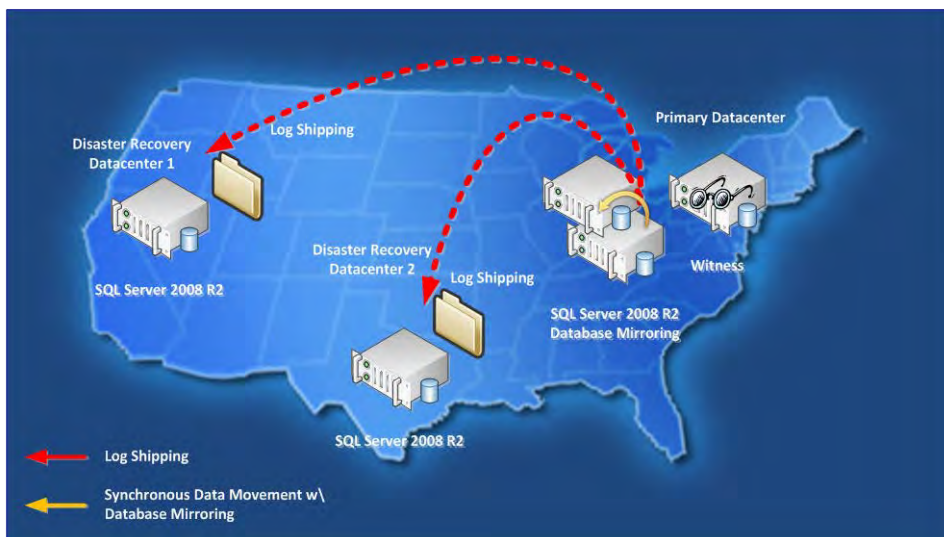 Primary Datacenter
Log Shipping
Disaster Recovery
Datacenter 1
Disaster Recovery
Datacenter 2
Log Shipping
Witness
SQL Server 2008 R2
SQL Server 2008 R2
Database Mirroring
SQL Server 2008 R2
Log Shipping
Synchronous Data Movement w\
Database Mirroring